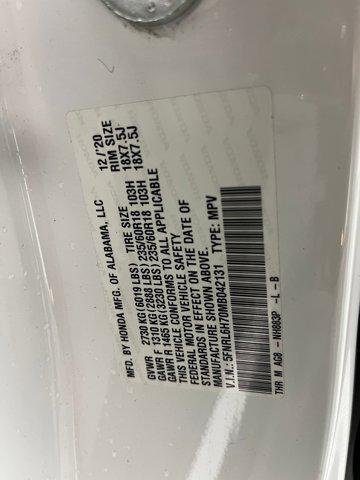 MFD. BY HONDA MFG. OF ALABAMA, LLC 12/'20
TIRE SIZE RIM SIZE
GVWR 2730 KG (6019 LBS)
GAWR F 1310 KG (2888 LBS) 235/60R18 103H 18X7.5J
GAWR R 1465 KG (3230 LBS) 235/60R18 103H 18X7.5J
THIS VEHICLE CONFORMS TO ALL APPLICABLE
FEDERAL MOTOR VEHICLE SAFETY
STANDARDS IN EFFECT ON THE DATE OF
MANUFACTURE SHOWN ABOVE.
V.I.N.: 5FNRL6H70MB042131 TYPE: MPV
THR M AG8 - NH883P -L -B